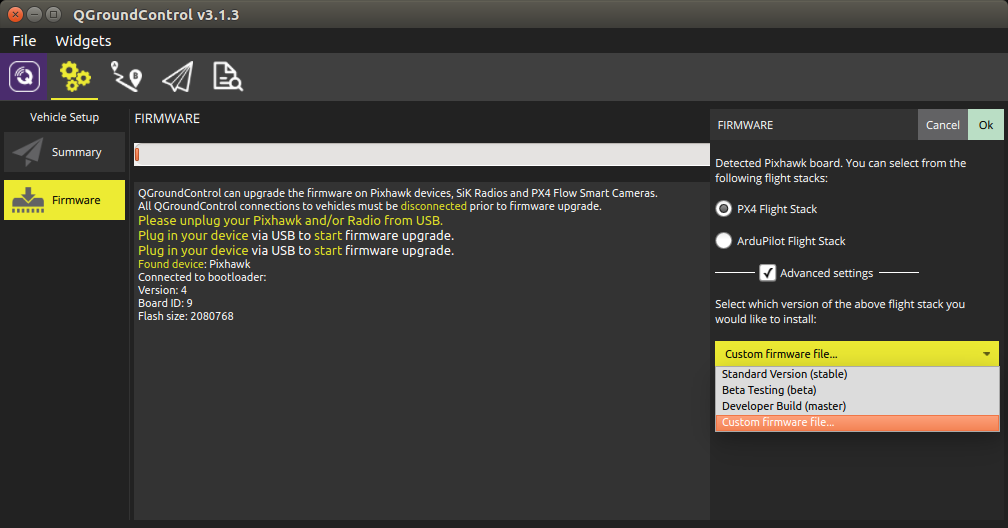 QGroundControl v3.1.3
File Widgets
Vehicle Setup
Summary
Firmware
FIRMWARE
QGroundControl can upgrade the firmware on Pixhawk devices, SiK Radios and PX4 Flow Smart Cameras.
All QGroundControl connections to vehicles must be disconnected prior to firmware upgrade.
Please unplug your Pixhawk and/or Radio from USB.
Plug in your device via USB to start firmware upgrade.
Plug in your device via USB to start firmware upgrade.
Found device: Pixhawk
Connected to bootloader:
Version: 4
Board ID: 9
Flash size: 2080768
FIRMWARE
Cancel
Ok
Detected Pixhawk board. You can select from the
following flight stacks:
PX4 Flight Stack
ArduPilot Flight Stack
Advanced settings
Select which version of the above flight stack you
would like to install:
Custom firmware file...
Standard Version (stable)
Beta Testing (beta)
Developer Build (master)
Custom firmware file...